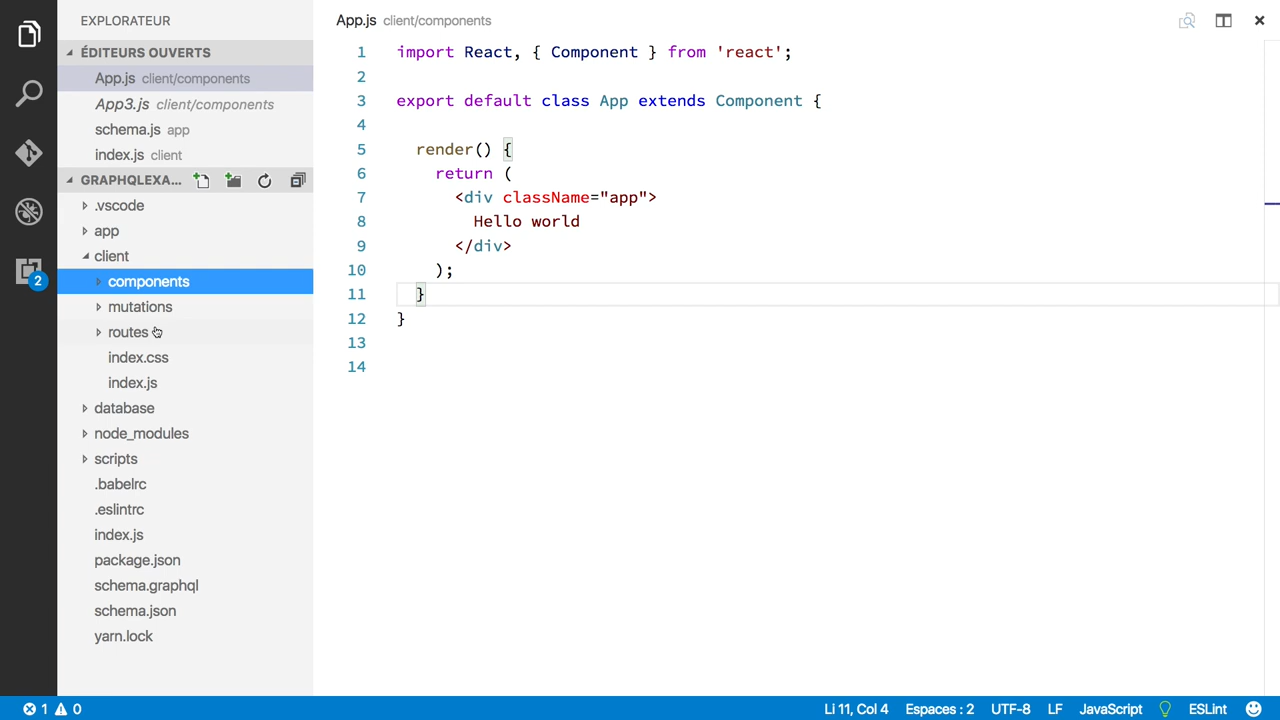 EXPLORATEUR
ÉDITEURS OUVERTS
App.js client/components
App3.js client/components
schema.js app
index.js client
GRAPHQLEXA...
.vscode
app
client
components
mutations
routes
index.css
index.js
database
node_modules
scripts
.babelrc
.eslintrc
index.js
package.json
schema.graphql
schema.json
yarn.lock
2
App.js client/components
1 import React, { Component } from 'react';
2
3 export default class App extends Component {
4
5 render() {
6 return (
7 <div className="app">
8 Hello world
9 </div>
10 );
11 }
12 }
13
14
1 0 Li 11, Col 4 Espaces : 2 UTF-8 LF JavaScript ESLint